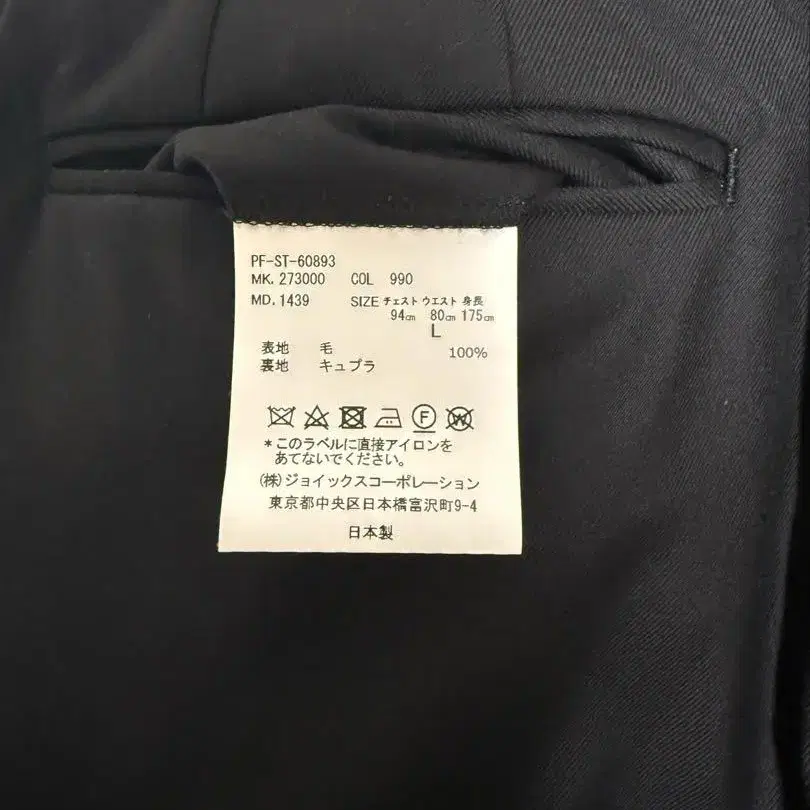 PF-ST-60893
MK. 273000 COL 990
MD. 1439 SIZE チェスト ウエスト 身長
94㎝ 80㎝ 175㎝
L
表地 毛 100%
裏地 キュプラ
F W
*このラベルに直接アイロンを
あてないでください。
(株)ジョイックスコーポレーション
東京都中央区日本橋富沢町9-4
日本製